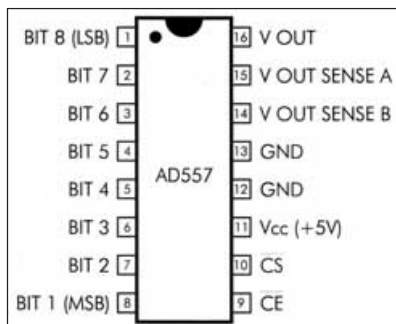 BIT 8 (LSB) 1 16 V OUT
BIT 7 2 15 V OUT SENSE A
BIT 6 3 14 V OUT SENSE B
BIT 5 4 13 GND
BIT 4 5 AD557 12 GND
BIT 3 6 11 Vcc (+5V)
BIT 2 7 10 C̅S̅
BIT 1 (MSB) 8 9 C̅E̅